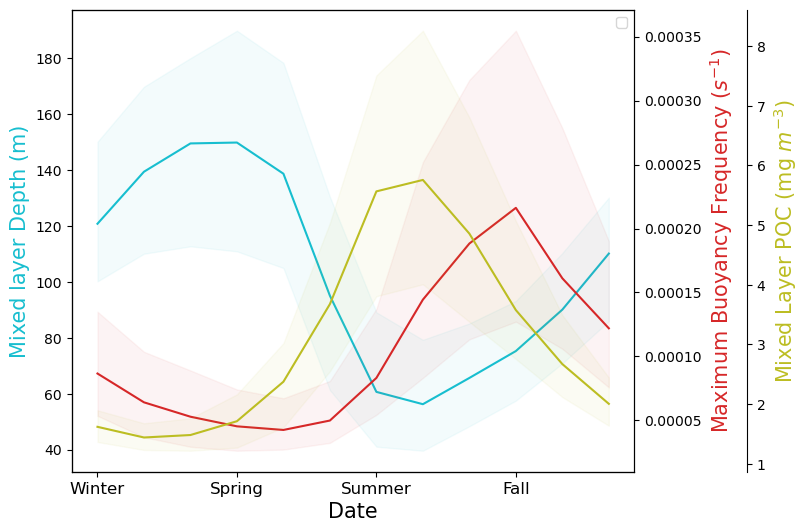 Mixed layer Depth (m)
180
160
140
120
100
80
60
40
Winter
Spring
Summer
Fall
Date
0.00035
0.00030
0.00025
0.00020
0.00015
0.00010
0.00005
Maximum Buoyancy Frequency (s⁻¹)
8
7
6
5
4
3
2
1
Mixed Layer POC (mg m⁻³)